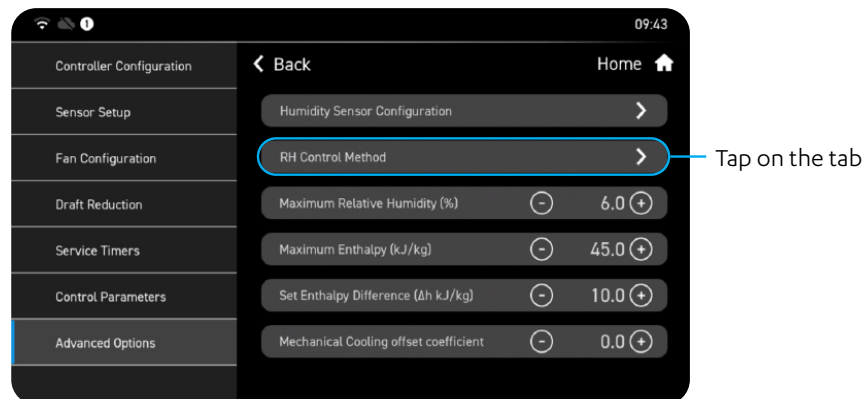 1 09:43
Controller Configuration
Sensor Setup
Fan Configuration
Draft Reduction
Service Timers
Control Parameters
Advanced Options
Back Home
Humidity Sensor Configuration
RH Control Method
Maximum Relative Humidity (%) - 6.0 +
Maximum Enthalpy (kJ/kg) - 45.0 +
Set Enthalpy Difference (Δh kJ/kg) - 10.0 +
Mechanical Cooling offset coefficient - 0.0 +
Tap on the tab